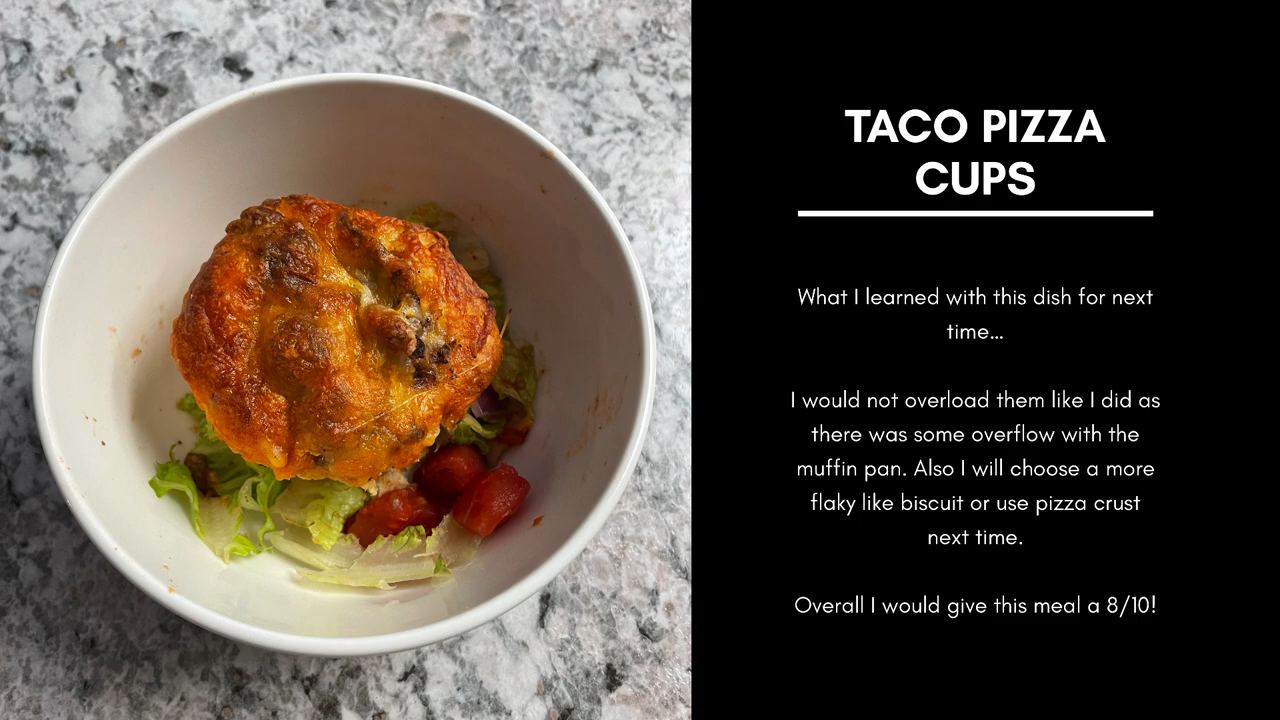 TACO PIZZA
CUPS
What I learned with this dish for next
time...
I would not overload them like I did as
there was some overflow with the
muffin pan. Also I will choose a more
flaky like biscuit or use pizza crust
next time.
Overall I would give this meal a 8/10!